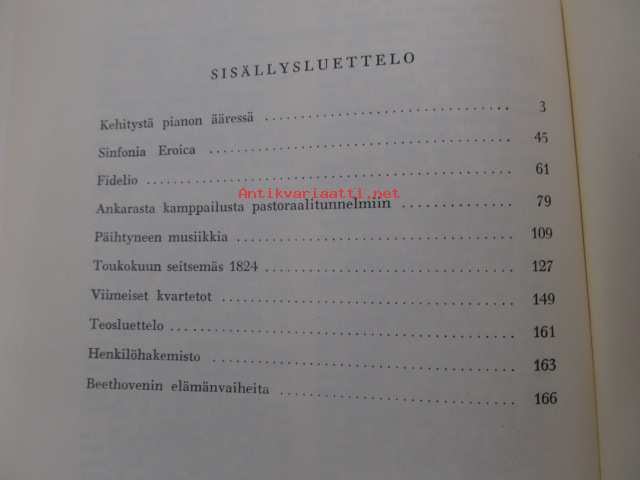 SISÄLLYSLUETTELO
Kehitystä pianon ääressä 3
Sinfonia Eroica 45
Fidelio 61
Antikvariaatti.net
Ankarasta kamppailusta pastoraalitunnelmiin 79
Päihtyneen musiikkia 109
Toukokuun seitsemäs 1824 127
Viimeiset kvartetot 149
Teosluettelo 161
Henkilöhakemisto 163
Beethovenin elämänvaiheita 166